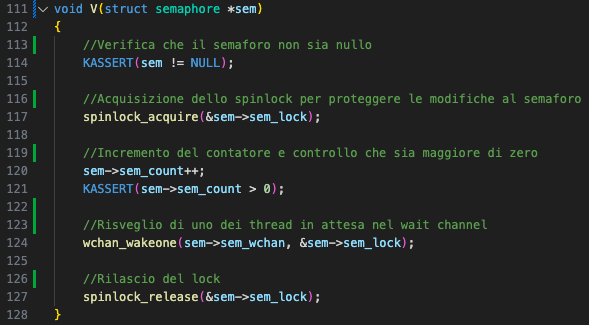 111 void V(struct semaphore *sem)
112 {
113     //Verifica che il semaforo non sia nullo
114     KASSERT(sem != NULL);
115
116     //Acquisizione dello spinlock per proteggere le modifiche al semaforo
117     spinlock_acquire(&sem->sem_lock);
118
119     //Incremento del contatore e controllo che sia maggiore di zero
120     sem->sem_count++;
121     KASSERT(sem->sem_count > 0);
122
123     //Risveglio di uno dei thread in attesa nel wait channel
124     wchan_wakeone(sem->sem_wchan, &sem->sem_lock);
125
126     //Rilascio del lock
127     spinlock_release(&sem->sem_lock);
128 }